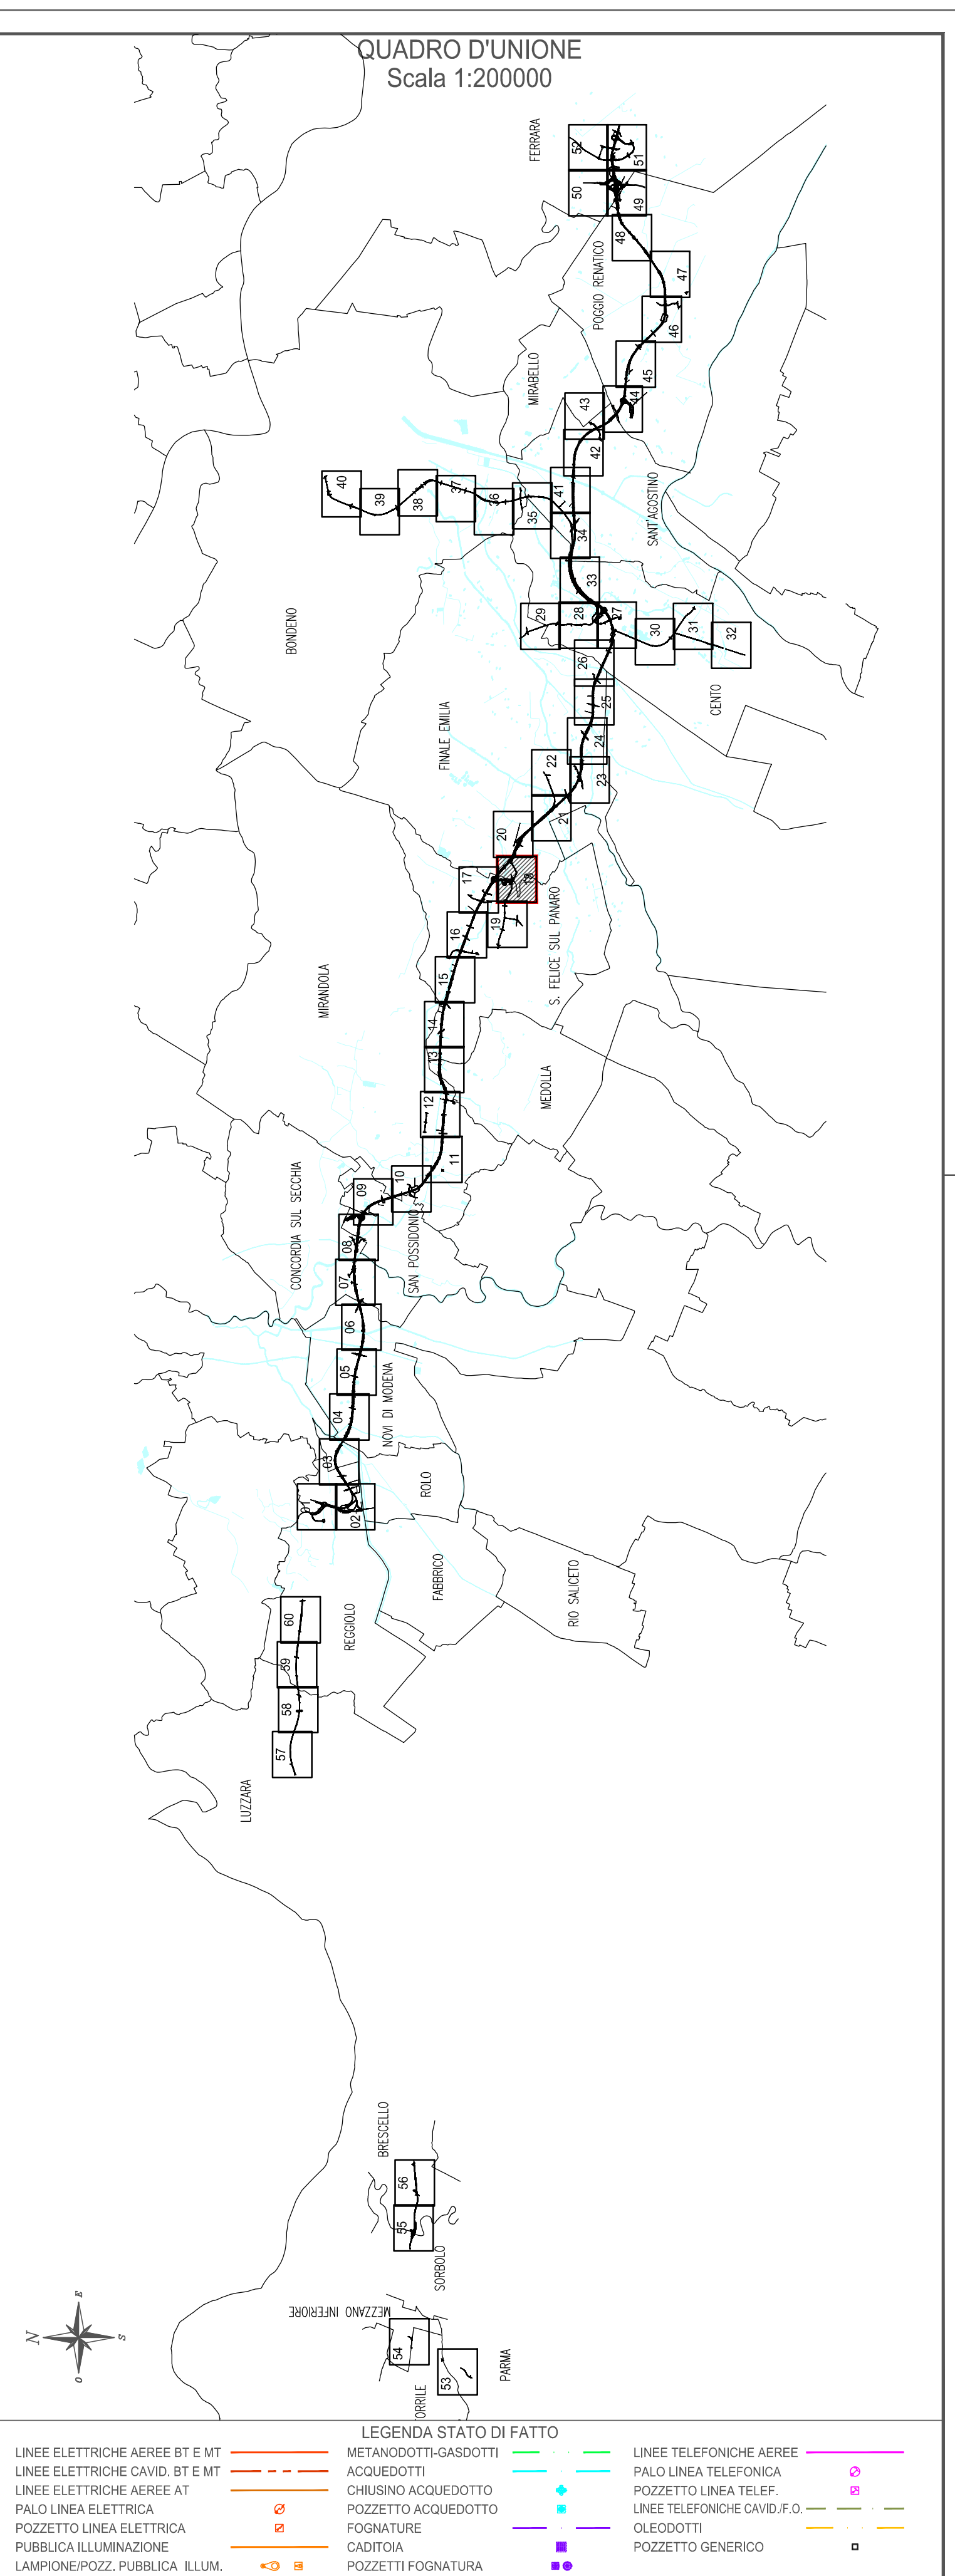 QUADRO D'UNIONE
Scala 1:200000
FERRARA
52
51
50
49
48
POGGIO RENATICO
47
46
MIRABELLO
45
44
43
42
40
39
38
37
36
35
41
34
SANT'AGOSTINO
33
BONDENO
29
28
27
30
31
32
26
25
CENTO
FINALE EMILIA
24
22
23
21
20
17
18
19
16
S. FELICE SUL PANARO
MIRANDOLA
15
14
13
12
MEDOLLA
11
10
09
CONCORDIA SUL SECCHIA
08
SAN POSSIDONIO
07
06
05
NOVI DI MODENA
04
03
01
02
ROLO
FABBRICO
RIO SALICETO
60
REGGIOLO
59
58
57
LUZZARA
BRESCELLO
56
55
SORBOLO
MEZZANO INFERIORE
54
53
PARMA
ORRILE
N
E
S
O
LEGENDA STATO DI FATTO
LINEE ELETTRICHE AEREE BT E MT
LINEE ELETTRICHE CAVID. BT E MT
LINEE ELETTRICHE AEREE AT
PALO LINEA ELETTRICA
POZZETTO LINEA ELETTRICA
PUBBLICA ILLUMINAZIONE
LAMPIONE/POZZ. PUBBLICA ILLUM.
METANODOTTI-GASDOTTI
ACQUEDOTTI
CHIUSINO ACQUEDOTTO
POZZETTO ACQUEDOTTO
FOGNATURE
CADITOIA
POZZETTI FOGNATURA
LINEE TELEFONICHE AEREE
PALO LINEA TELEFONICA
POZZETTO LINEA TELEF.
LINEE TELEFONICHE CAVID./F.O.
OLEODOTTI
POZZETTO GENERICO